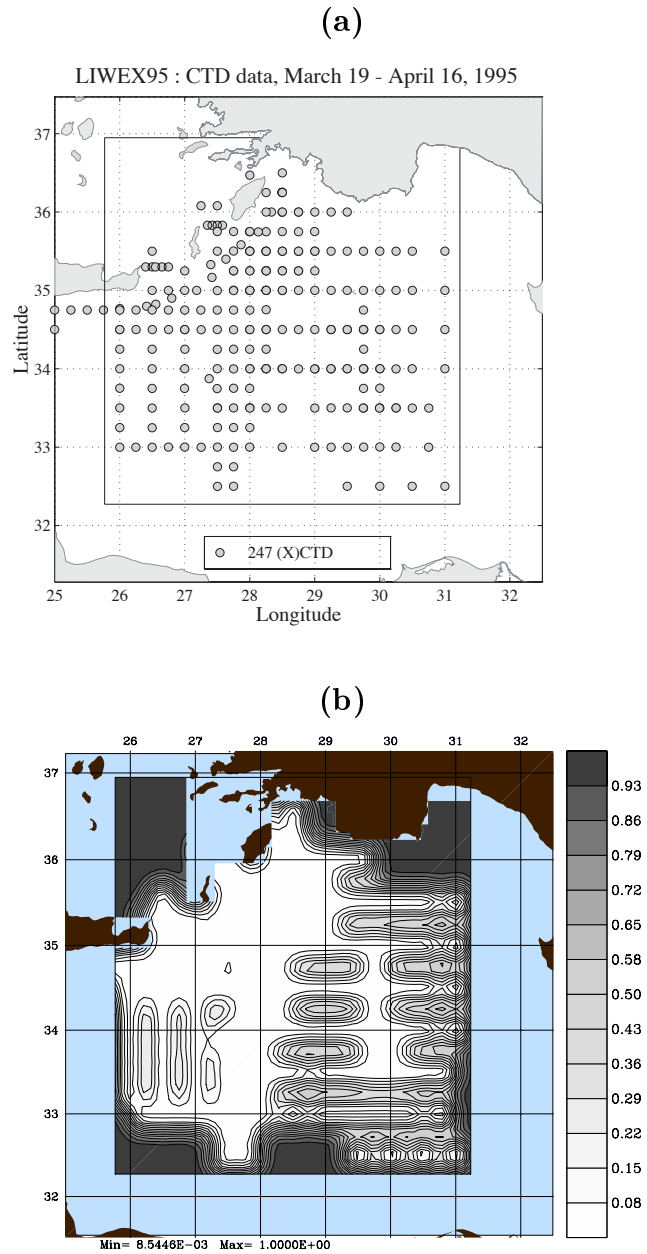 (a)
LIWEX95 : CTD data, March 19 - April 16, 1995
37
36
35
34
33
32
Latitude
247 (X)CTD
25 26 27 28 29 30 31 32
Longitude
(b)
26 27 28 29 30 31 32
37
36
35
34
33
32
0.93
0.86
0.79
0.72
0.65
0.58
0.50
0.43
0.36
0.29
0.22
0.15
0.08
Min= 8.5446E-03 Max= 1.0000E+00